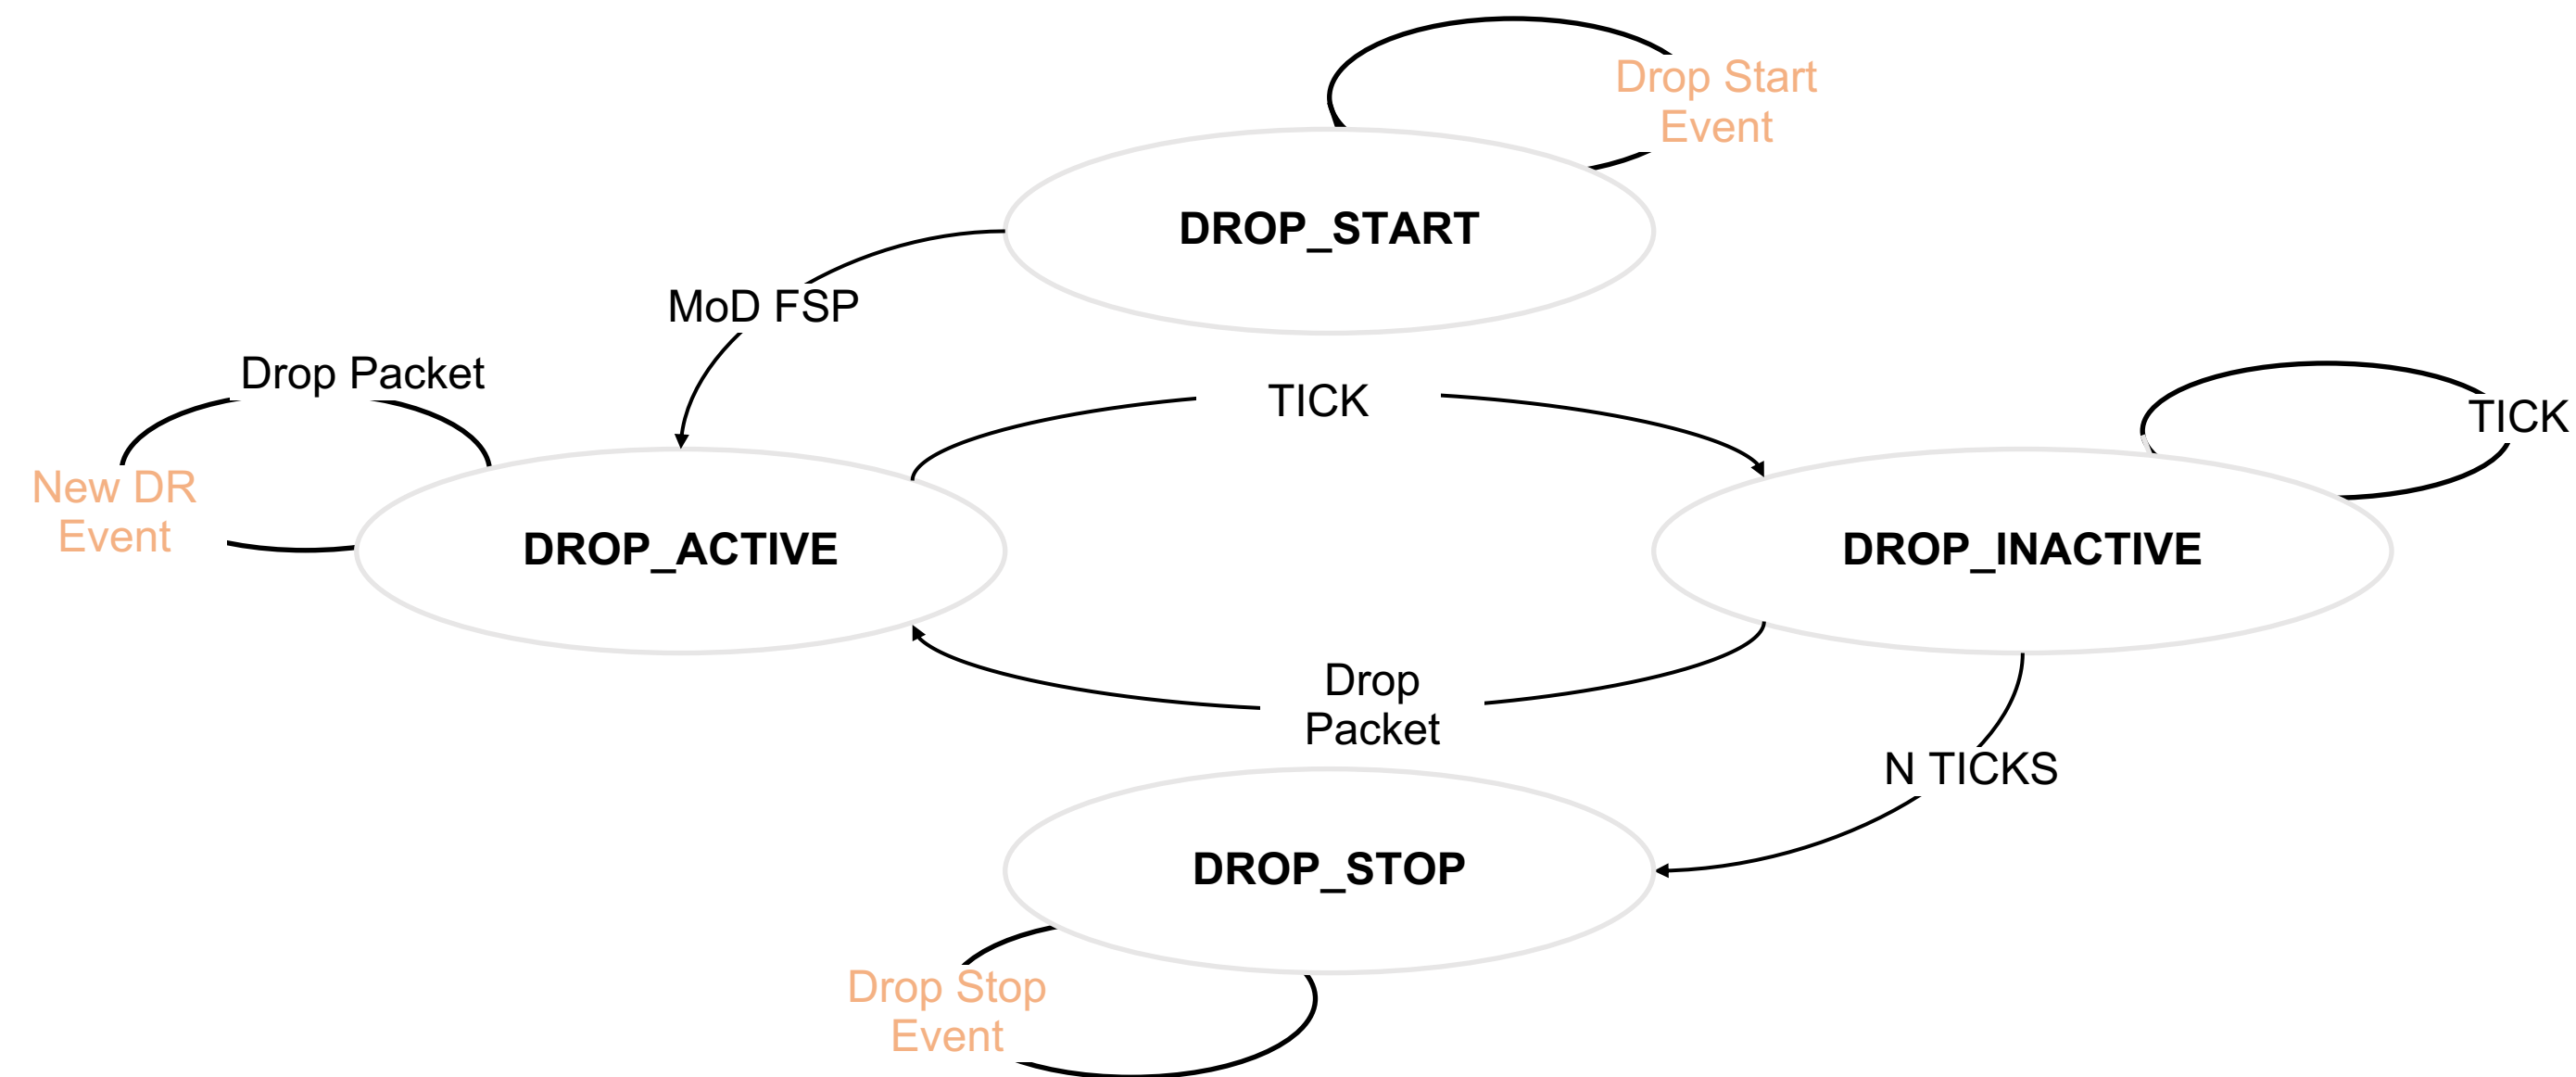 Drop Start
Event
DROP_START
MoD FSP
Drop Packet
TICK
TICK
New DR
Event
DROP_ACTIVE
DROP_INACTIVE
Drop
Packet
N TICKS
DROP_STOP
Drop Stop
Event